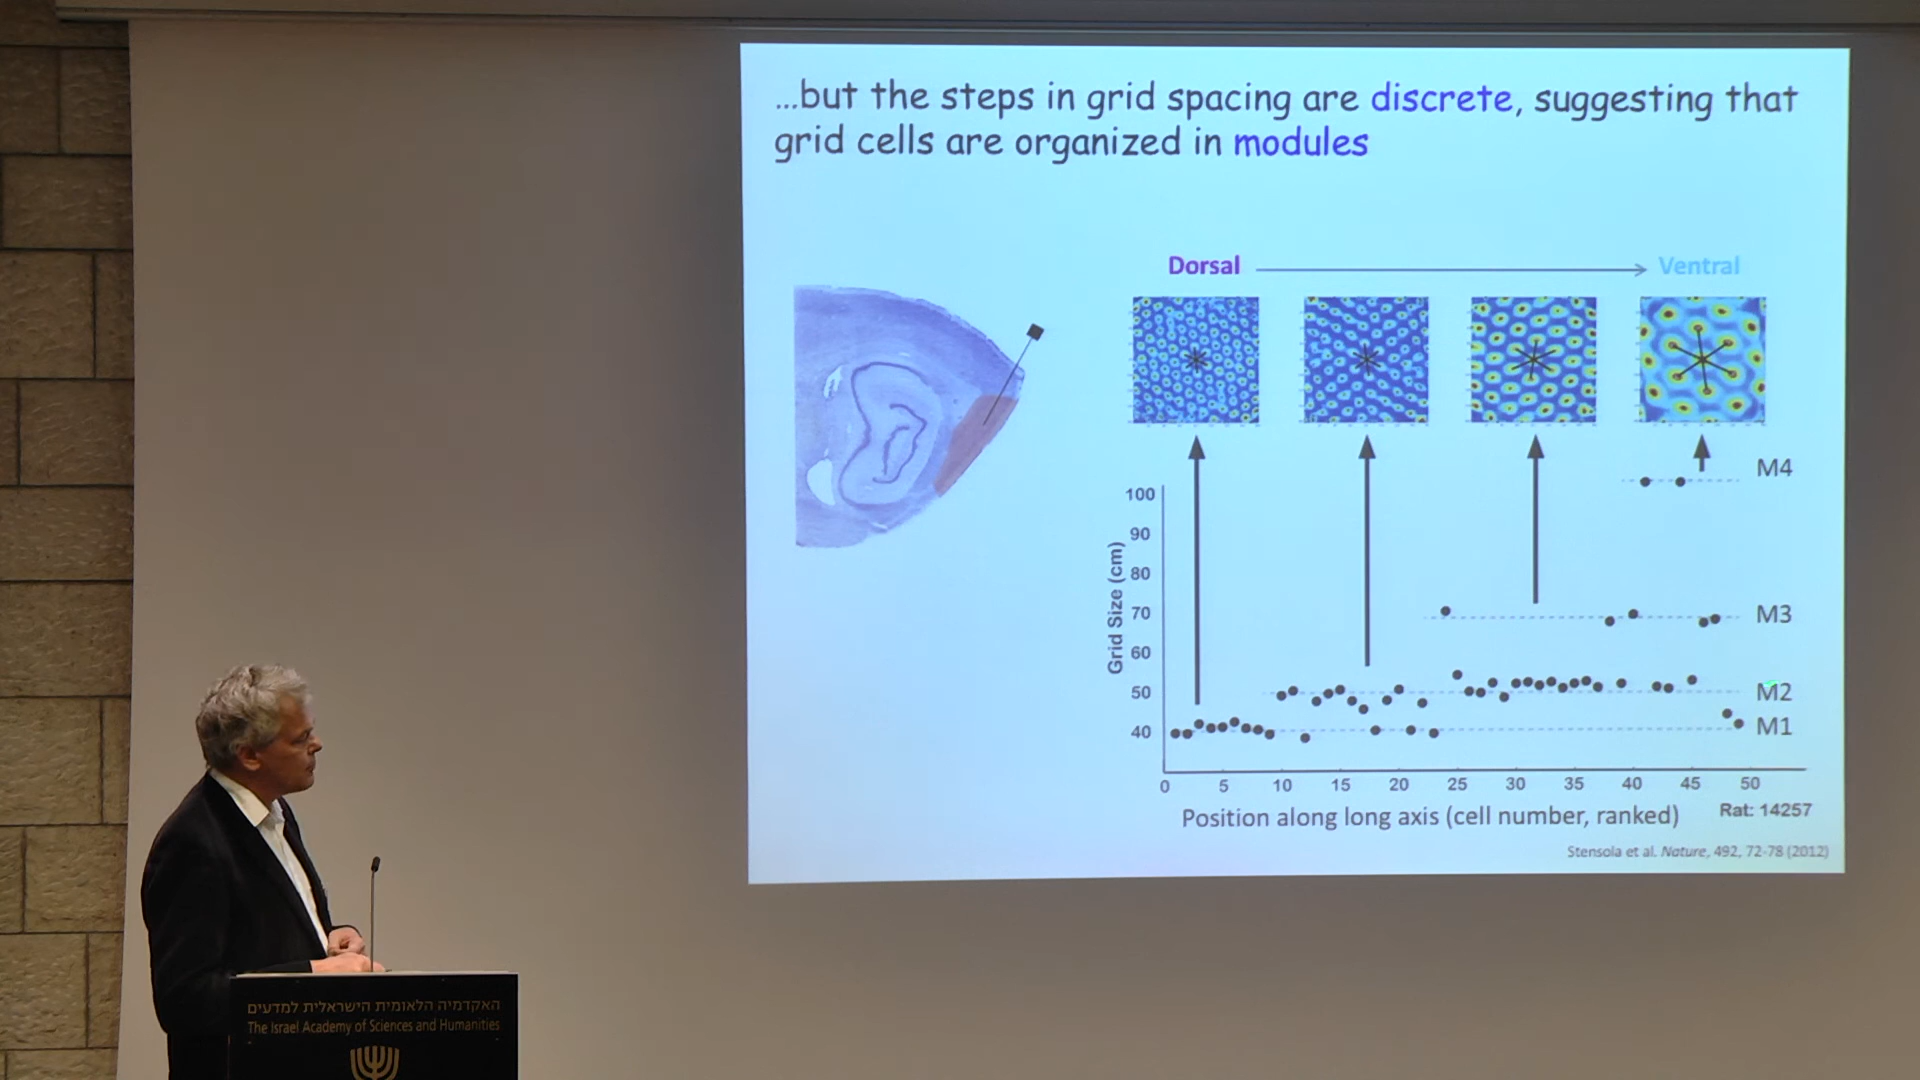 ...but the steps in grid spacing are discrete, suggesting that
grid cells are organized in modules
Dorsal
Ventral
M4
M3
M2
M1
Grid Size (cm)
100
90
80
70
60
50
40
0 5 10 15 20 25 30 35 40 45 50
Position along long axis (cell number, ranked)
Rat: 14257
Stensola et al. Nature, 492, 72-78 (2012)
האקדמיה הלאומית הישראלית למדעים
The Israel Academy of Sciences and Humanities